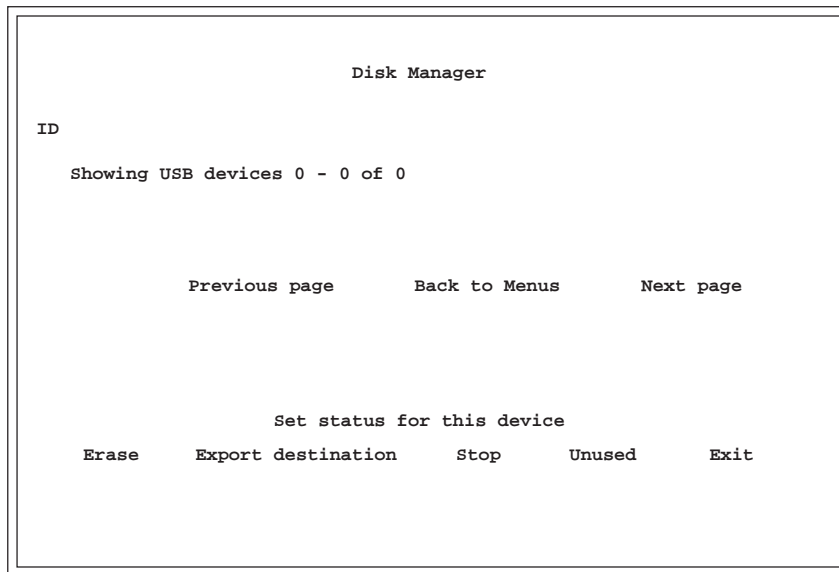 Disk Manager
ID
Showing USB devices 0 - 0 of 0
Previous page Back to Menus Next page
Set status for this device
Erase Export destination Stop Unused Exit